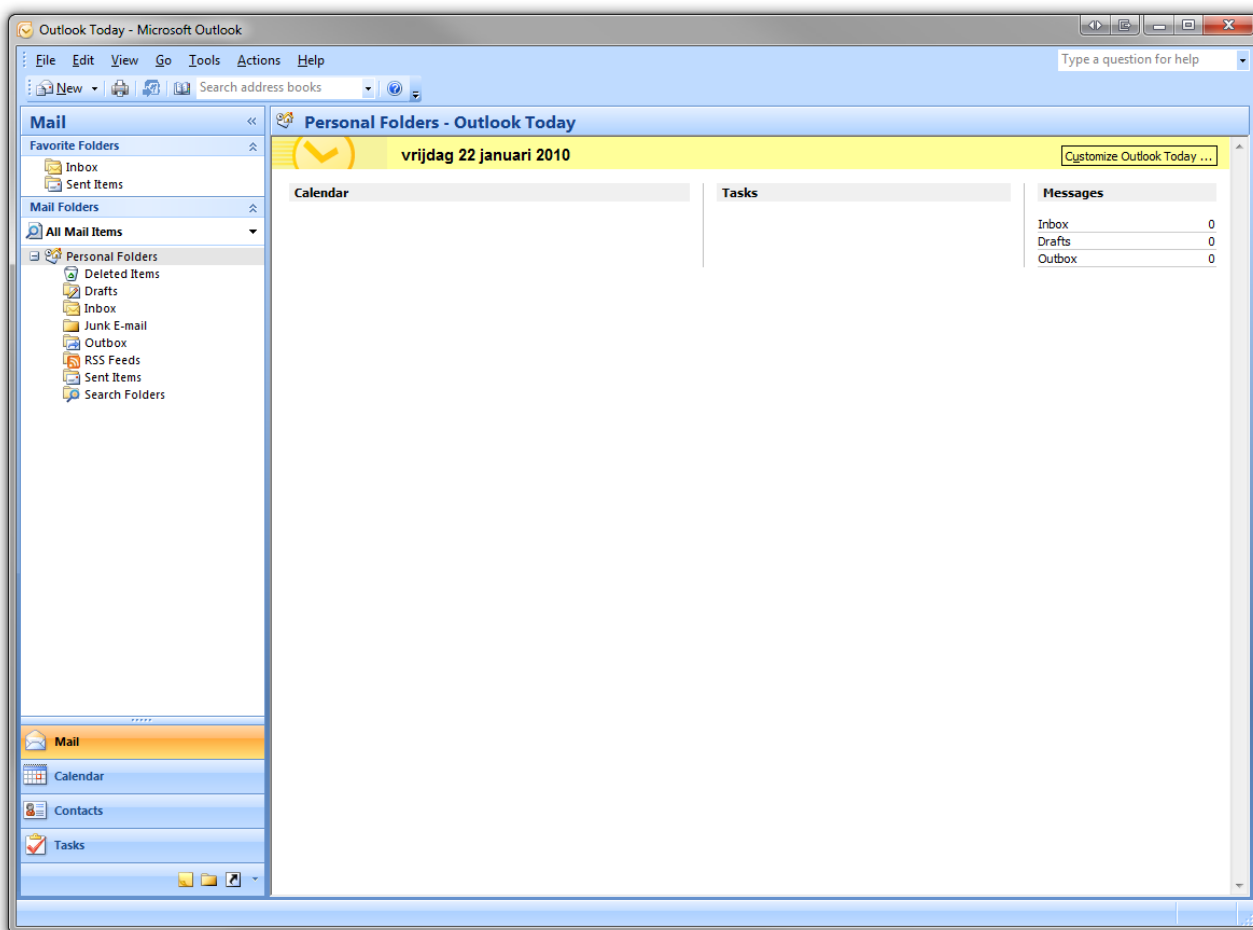 Outlook Today - Microsoft Outlook
File Edit View Go Tools Actions Help
Type a question for help
New
Search address books
Mail
Favorite Folders
Inbox
Sent Items
Mail Folders
All Mail Items
Personal Folders
Deleted Items
Drafts
Inbox
Junk E-mail
Outbox
RSS Feeds
Sent Items
Search Folders
Mail
Calendar
Contacts
Tasks
Personal Folders - Outlook Today
vrijdag 22 januari 2010
Customize Outlook Today ...
Calendar
Tasks
Messages
Inbox 0
Drafts 0
Outbox 0